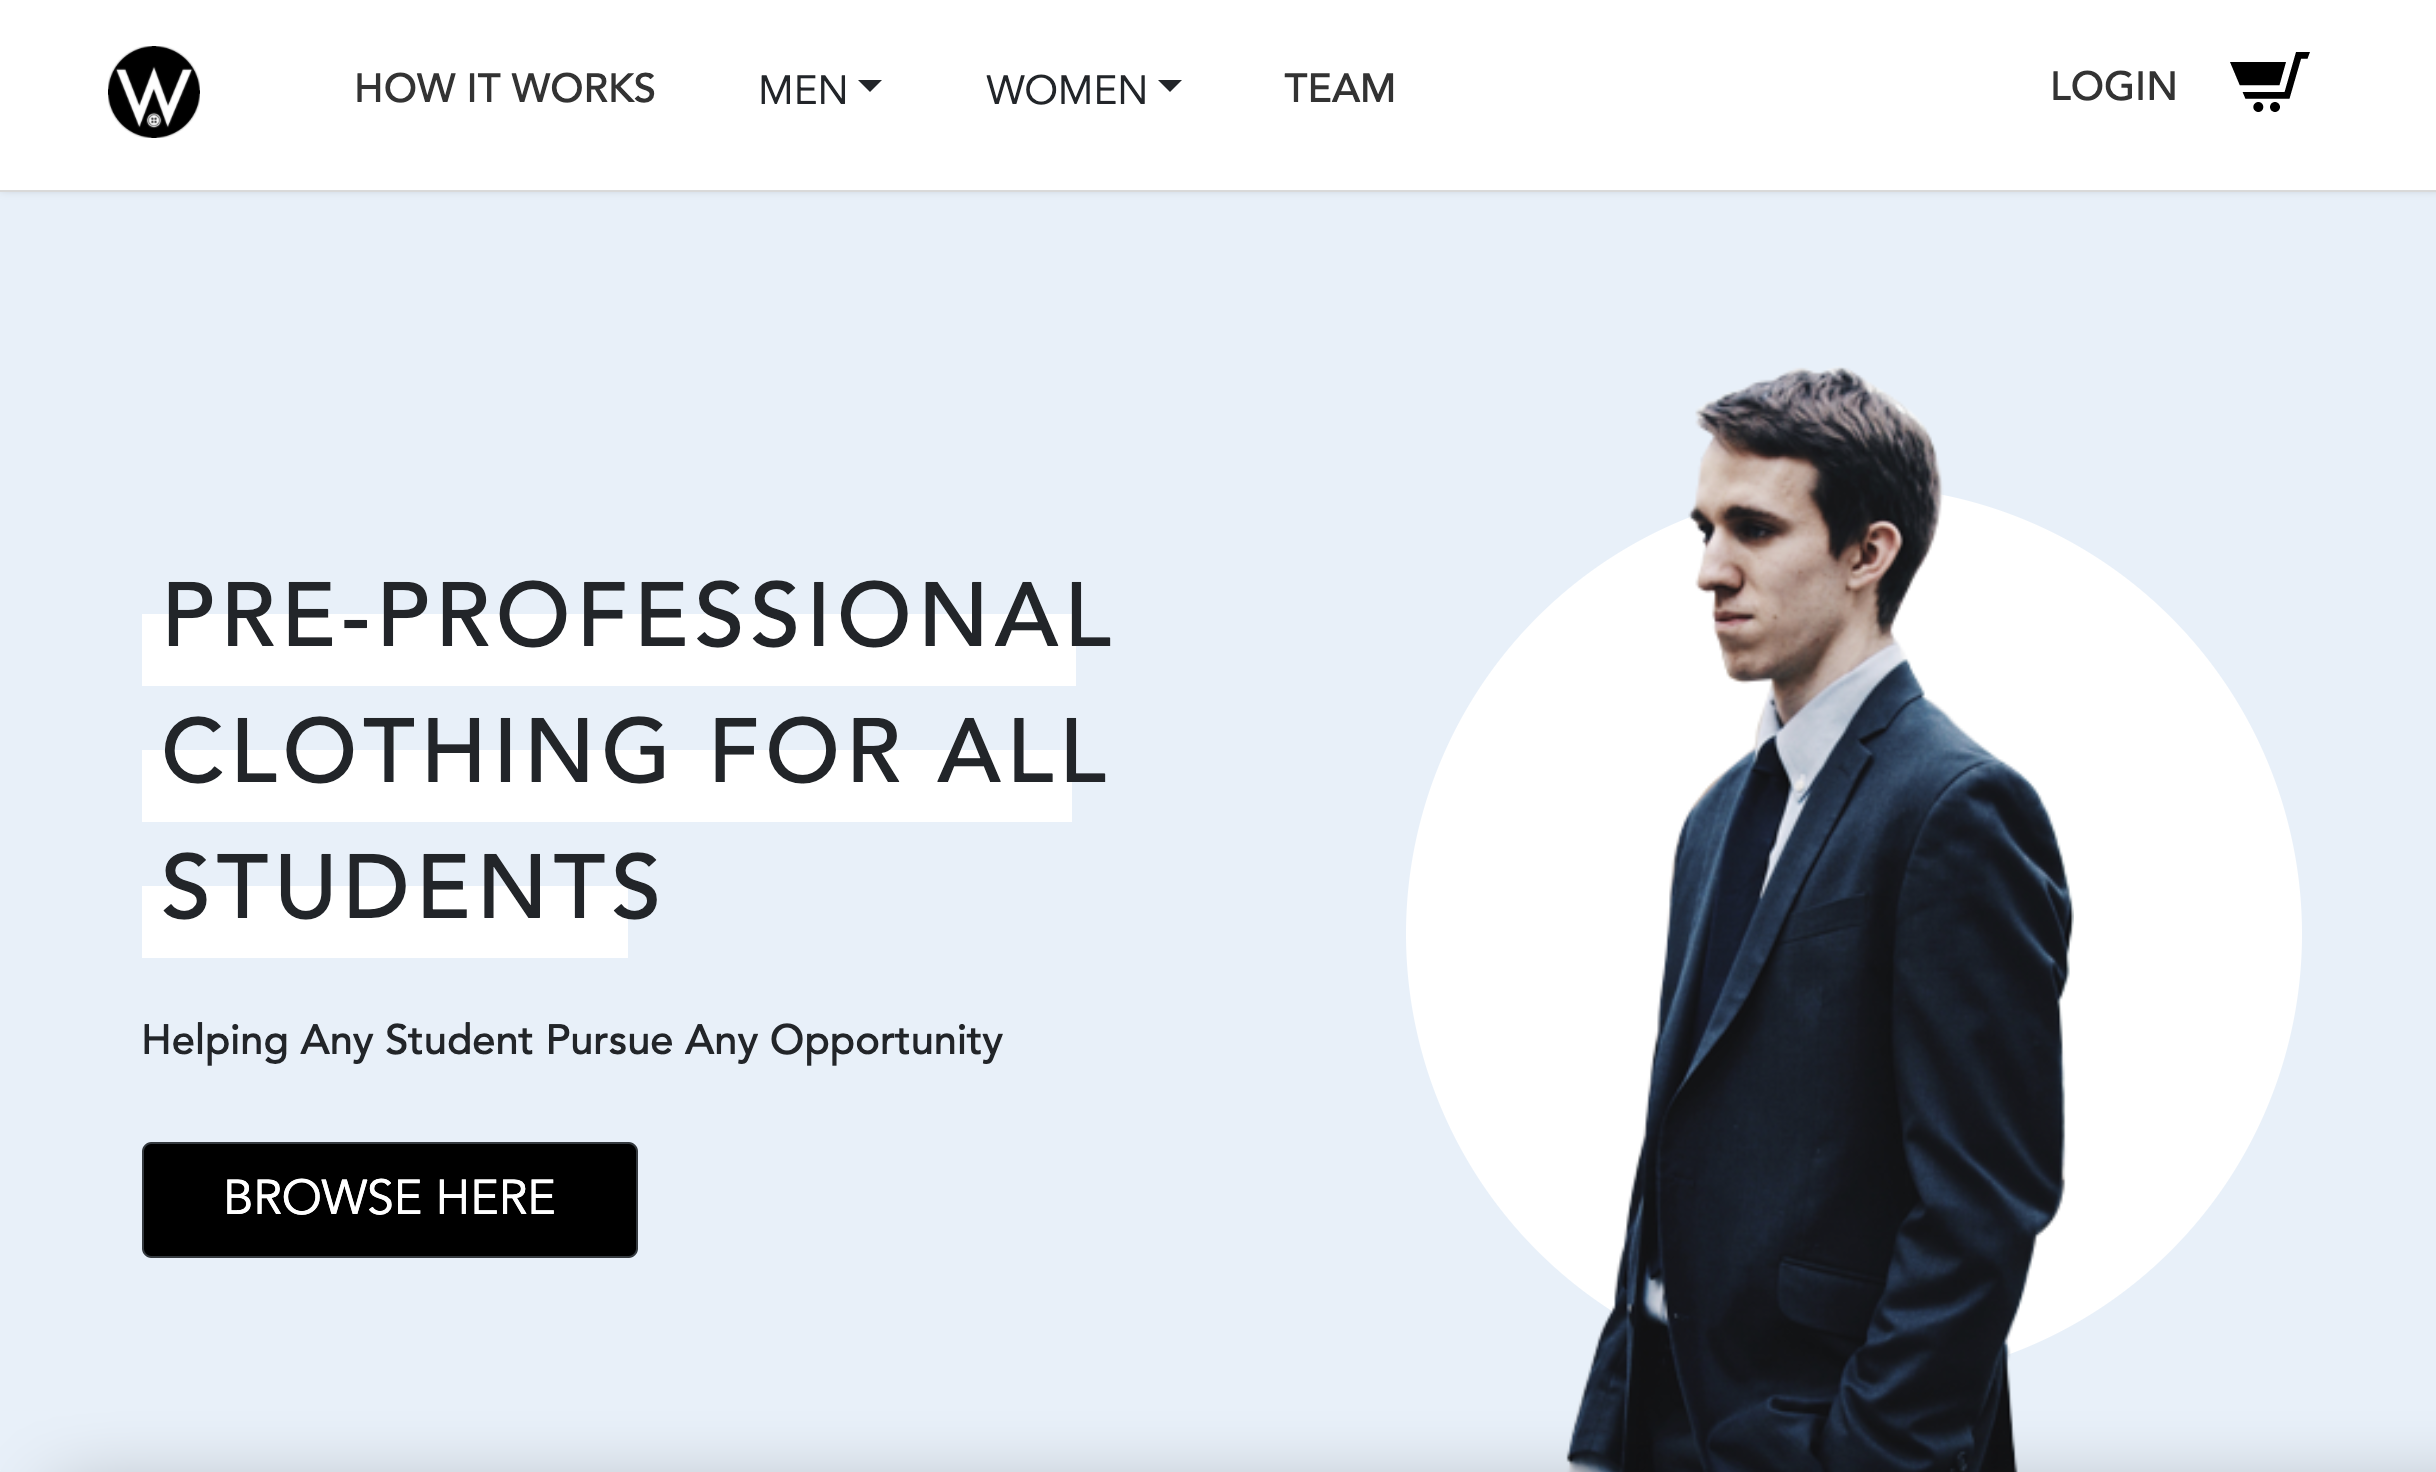 W
HOW IT WORKS
MEN
WOMEN
TEAM
LOGIN
PRE-PROFESSIONAL
CLOTHING FOR ALL
STUDENTS
Helping Any Student Pursue Any Opportunity
BROWSE HERE